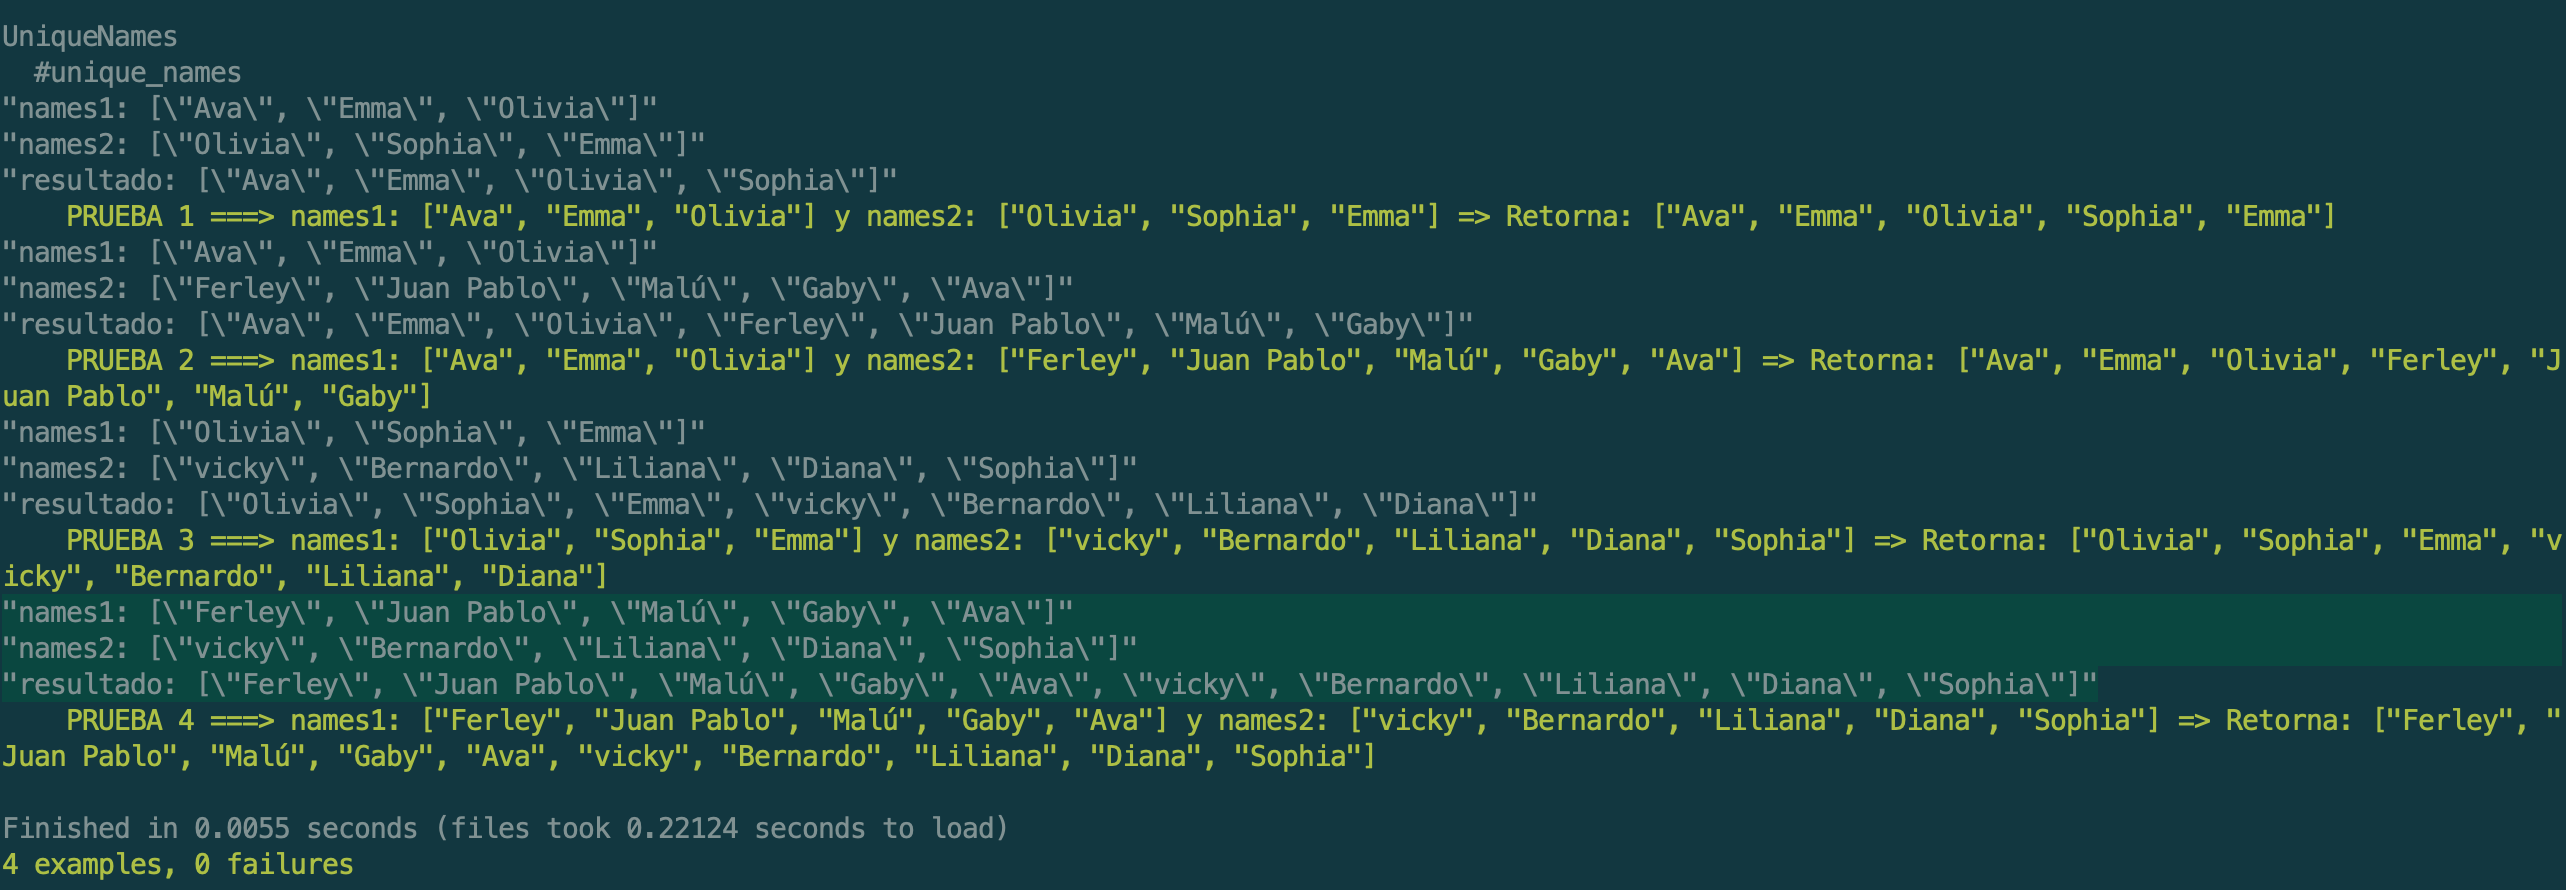 UniqueNames
  #unique_names
"names1: [\"Ava\", \"Emma\", \"Olivia\"]"
"names2: [\"Olivia\", \"Sophia\", \"Emma\"]"
"resultado: [\"Ava\", \"Emma\", \"Olivia\", \"Sophia\"]"
    PRUEBA 1 ===> names1: ["Ava", "Emma", "Olivia"] y names2: ["Olivia", "Sophia", "Emma"] => Retorna: ["Ava", "Emma", "Olivia", "Sophia", "Emma"]
"names1: [\"Ava\", \"Emma\", \"Olivia\"]"
"names2: [\"Ferley\", \"Juan Pablo\", \"Malú\", \"Gaby\", \"Ava\"]"
"resultado: [\"Ava\", \"Emma\", \"Olivia\", \"Ferley\", \"Juan Pablo\", \"Malú\", \"Gaby\"]"
    PRUEBA 2 ===> names1: ["Ava", "Emma", "Olivia"] y names2: ["Ferley", "Juan Pablo", "Malú", "Gaby", "Ava"] => Retorna: ["Ava", "Emma", "Olivia", "Ferley", "J
uan Pablo", "Malú", "Gaby"]
"names1: [\"Olivia\", \"Sophia\", \"Emma\"]"
"names2: [\"vicky\", \"Bernardo\", \"Liliana\", \"Diana\", \"Sophia\"]"
"resultado: [\"Olivia\", \"Sophia\", \"Emma\", \"vicky\", \"Bernardo\", \"Liliana\", \"Diana\"]"
    PRUEBA 3 ===> names1: ["Olivia", "Sophia", "Emma"] y names2: ["vicky", "Bernardo", "Liliana", "Diana", "Sophia"] => Retorna: ["Olivia", "Sophia", "Emma", "v
icky", "Bernardo", "Liliana", "Diana"]
"names1: [\"Ferley\", \"Juan Pablo\", \"Malú\", \"Gaby\", \"Ava\"]"
"names2: [\"vicky\", \"Bernardo\", \"Liliana\", \"Diana\", \"Sophia\"]"
"resultado: [\"Ferley\", \"Juan Pablo\", \"Malú\", \"Gaby\", \"Ava\", \"vicky\", \"Bernardo\", \"Liliana\", \"Diana\", \"Sophia\"]"
    PRUEBA 4 ===> names1: ["Ferley", "Juan Pablo", "Malú", "Gaby", "Ava"] y names2: ["vicky", "Bernardo", "Liliana", "Diana", "Sophia"] => Retorna: ["Ferley", "
Juan Pablo", "Malú", "Gaby", "Ava", "vicky", "Bernardo", "Liliana", "Diana", "Sophia"]
Finished in 0.0055 seconds (files took 0.22124 seconds to load)
4 examples, 0 failures